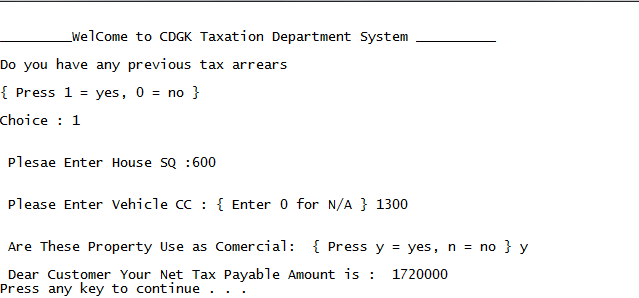 _________WelCome to CDGK Taxation Department System __________
Do you have any previous tax arrears
{ Press 1 = yes, 0 = no }
Choice : 1
Plesae Enter House SQ :600
Please Enter Vehicle CC : { Enter 0 for N/A } 1300
Are These Property Use as Comercial:  { Press y = yes, n = no } y
Dear Customer Your Net Tax Payable Amount is :  1720000
Press any key to continue . . .